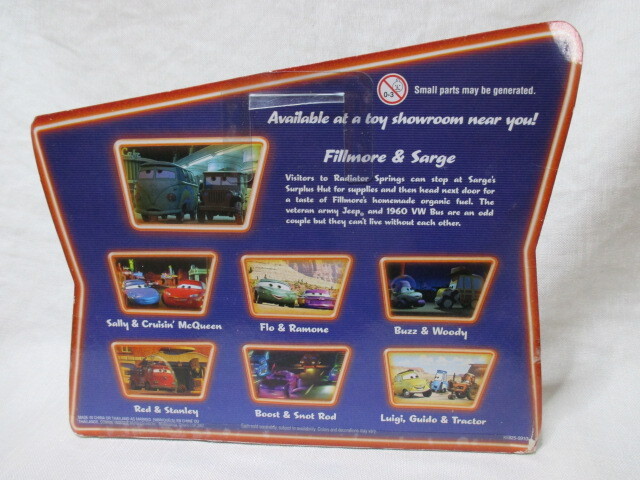 0-3
Small parts may be generated.
Available at a toy showroom near you!
Fillmore & Sarge
Visitors to Radiator Springs can stop at Sarge's
Surplus Hut for supplies and then head next door for
a taste of Fillmore's homemade organic fuel. The
veteran army Jeep® and 1960 VW Bus are an odd
couple but they can't live without each other.
Sally & Cruisin' McQueen
Flo & Ramone
Buzz & Woody
Red & Stanley
Boost & Snot Rod
Luigi, Guido & Tractor